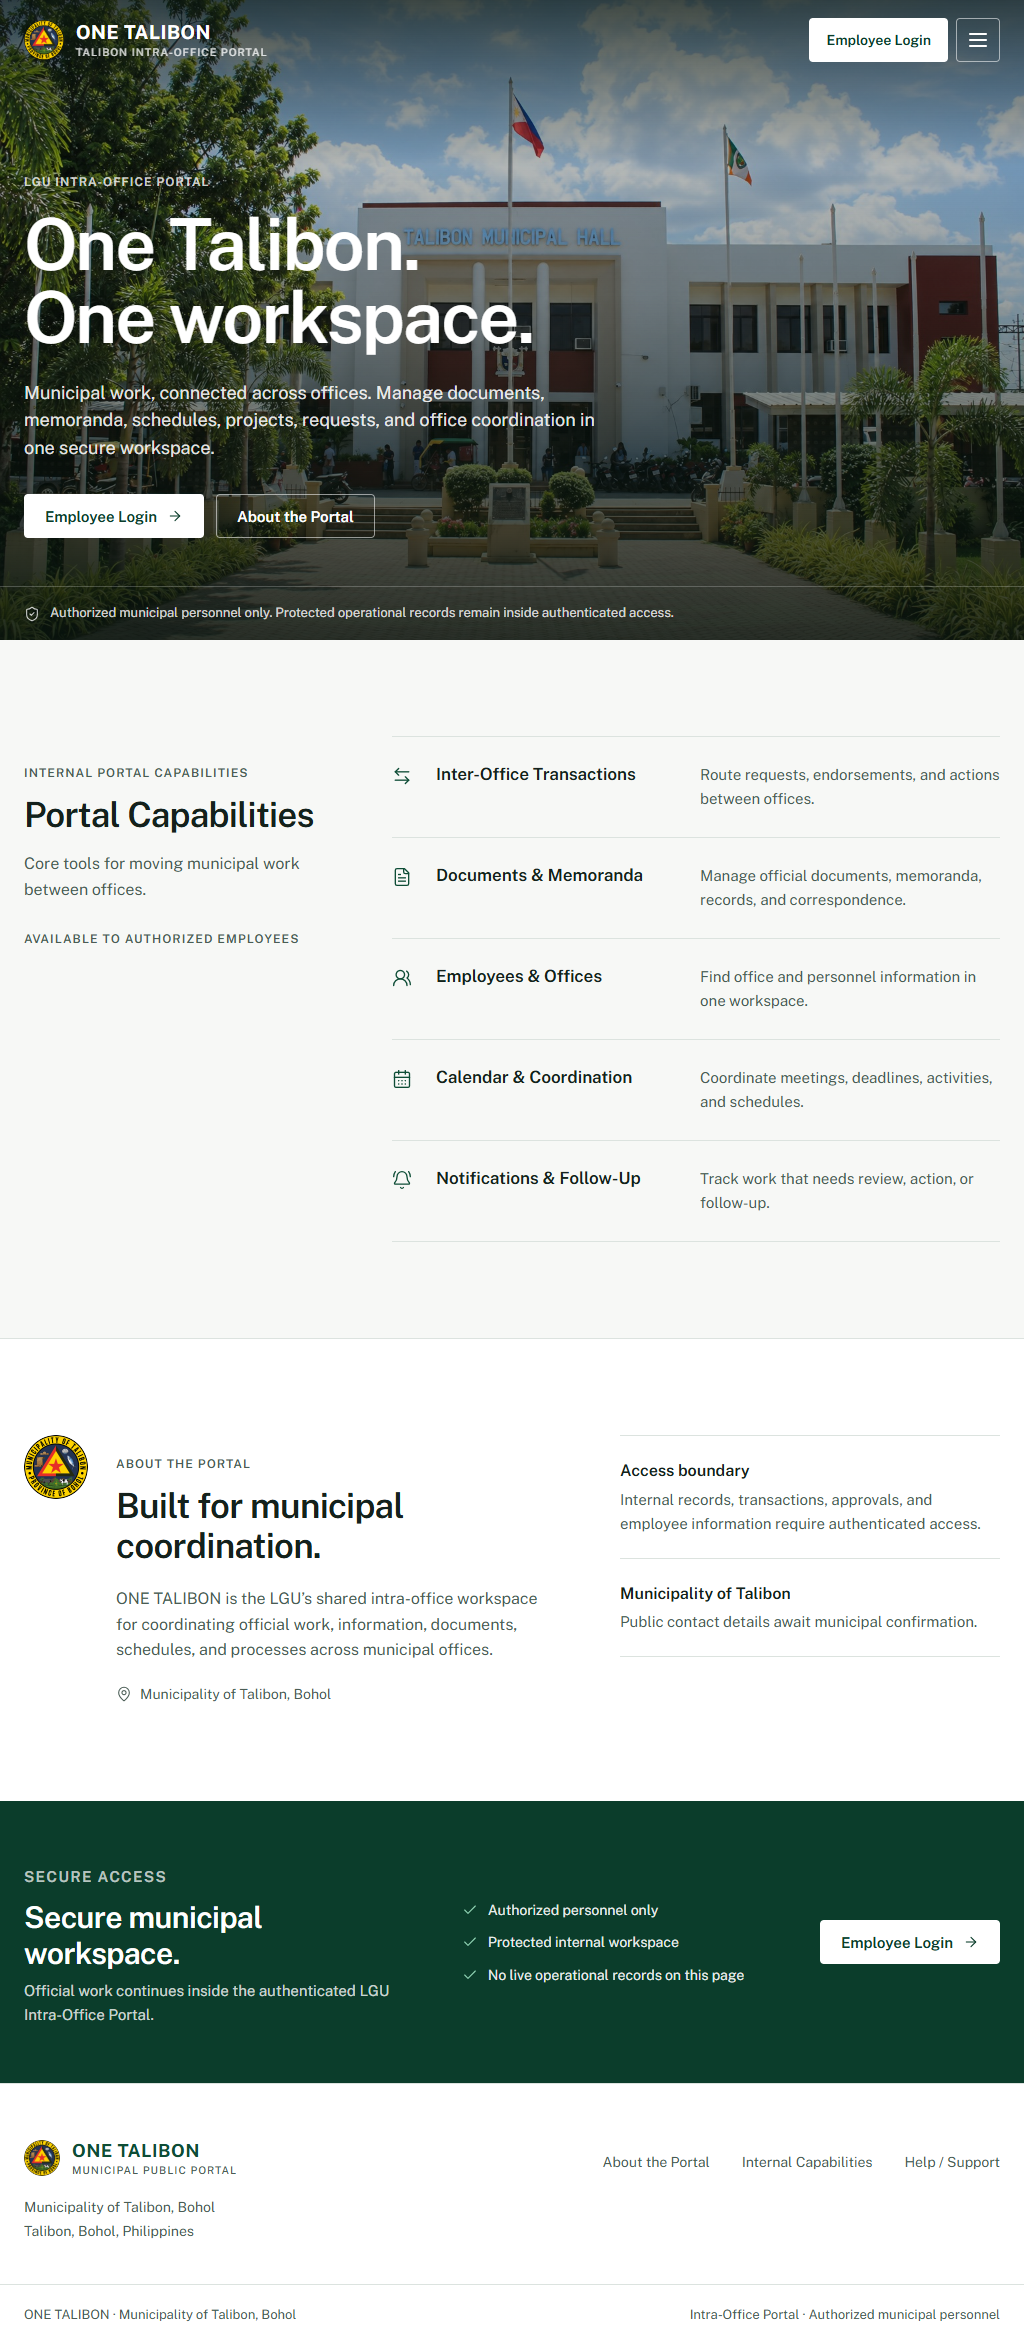 ONE TALIBON
TALIBON INTRA-OFFICE PORTAL
Employee Login
LGU INTRA-OFFICE PORTAL
TALIBON MUNICIPAL HALL
One Talibon.
One workspace.
Municipal work, connected across offices. Manage documents,
memoranda, schedules, projects, requests, and office coordination in
one secure workspace.
Employee Login
About the Portal
Authorized municipal personnel only. Protected operational records remain inside authenticated access.
INTERNAL PORTAL CAPABILITIES
Portal Capabilities
Core tools for moving municipal work
between offices.
AVAILABLE TO AUTHORIZED EMPLOYEES
Inter-Office Transactions
Route requests, endorsements, and actions
between offices.
Documents & Memoranda
Manage official documents, memoranda,
records, and correspondence.
Employees & Offices
Find office and personnel information in
one workspace.
Calendar & Coordination
Coordinate meetings, deadlines, activities,
and schedules.
Notifications & Follow-Up
Track work that needs review, action, or
follow-up.
MUNICIPALITY OF TALIBON
PROVINCE OF BOHOL
ABOUT THE PORTAL
Built for municipal
coordination.
ONE TALIBON is the LGU’s shared intra-office workspace
for coordinating official work, information, documents,
schedules, and processes across municipal offices.
Municipality of Talibon, Bohol
Access boundary
Internal records, transactions, approvals, and
employee information require authenticated access.
Municipality of Talibon
Public contact details await municipal confirmation.
SECURE ACCESS
Secure municipal
workspace.
Official work continues inside the authenticated LGU
Intra-Office Portal.
Authorized personnel only
Protected internal workspace
No live operational records on this page
Employee Login
ONE TALIBON
MUNICIPAL PUBLIC PORTAL
Municipality of Talibon, Bohol
Talibon, Bohol, Philippines
About the Portal
Internal Capabilities
Help / Support
ONE TALIBON · Municipality of Talibon, Bohol
Intra-Office Portal · Authorized municipal personnel